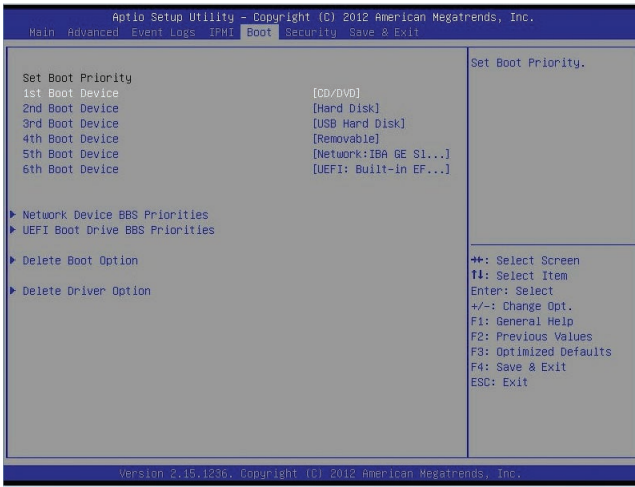 Aptio Setup Utility – Copyright (C) 2012 American Megatrends, Inc.
Main Advanced Event Logs IPMI Boot Security Save & Exit
Set Boot Priority
1st Boot Device [CD/DVD]
2nd Boot Device [Hard Disk]
3rd Boot Device [USB Hard Disk]
4th Boot Device [Removable]
5th Boot Device [Network:IBA GE Sl...]
6th Boot Device [UEFI: Built-in EF...]
Network Device BBS Priorities
UEFI Boot Drive BBS Priorities
Delete Boot Option
Delete Driver Option
Set Boot Priority.
→←: Select Screen
↑↓: Select Item
Enter: Select
+/-: Change Opt.
F1: General Help
F2: Previous Values
F3: Optimized Defaults
F4: Save & Exit
ESC: Exit
Version 2.15.1236. Copyright (C) 2012 American Megatrends, Inc.